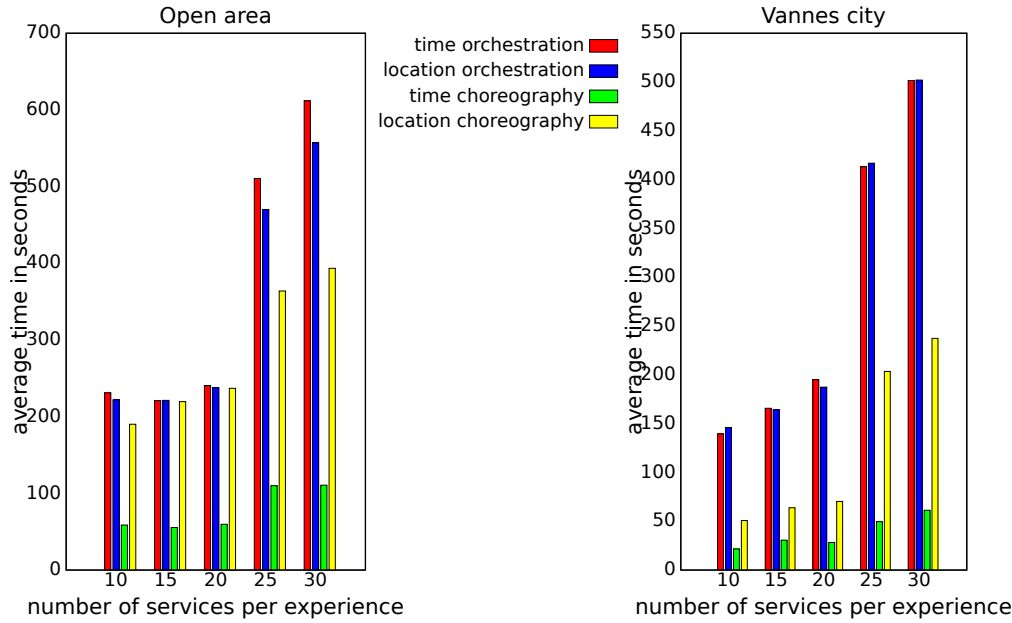 Open area
700
600
500
400
300
200
100
0
average time in seconds
10 15 20 25 30
number of services per experience
time orchestration
location orchestration
time choreography
location choreography
Vannes city
550
500
450
400
350
300
250
200
150
100
50
0
average time in seconds
10 15 20 25 30
number of services per experience